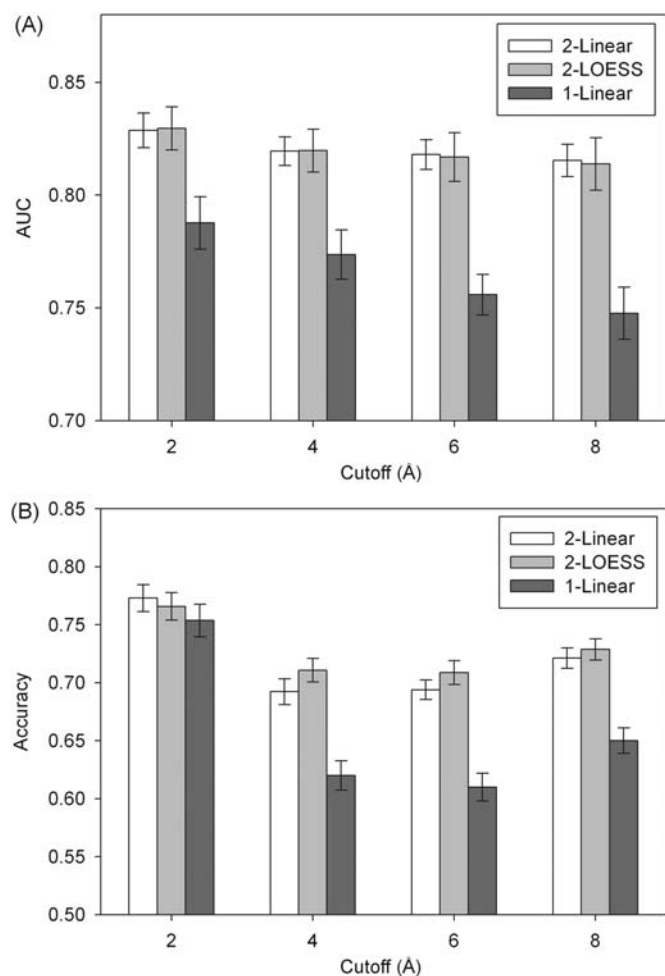 (A)
2-Linear
2-LOESS
1-Linear
0.85
0.80
0.75
0.70
AUC
2 4 6 8
Cutoff (Å)
(B)
2-Linear
2-LOESS
1-Linear
0.85
0.80
0.75
0.70
0.65
0.60
0.55
0.50
Accuracy
2 4 6 8
Cutoff (Å)